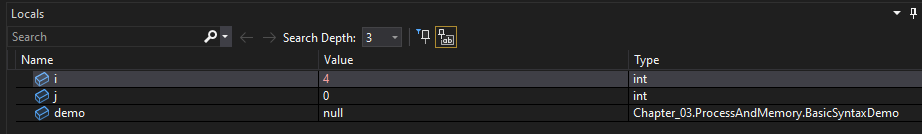 Locals
Search Search Depth: 3
Name Value Type
i 4 int
j 0 int
demo null Chapter_03.ProcessAndMemory.BasicSyntaxDemo